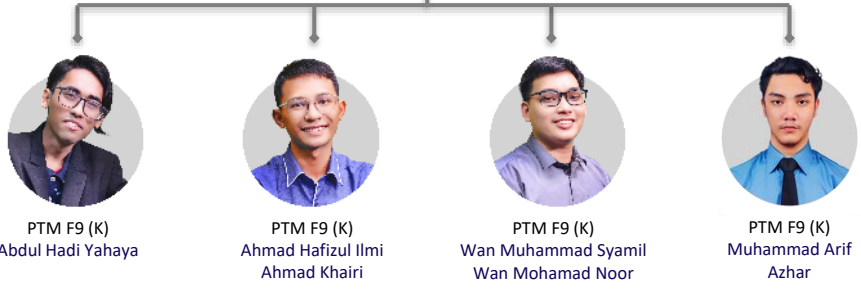 PTM F9 (K)
Abdul Hadi Yahaya
PTM F9 (K)
Ahmad Hafizul Ilmi
Ahmad Khairi
PTM F9 (K)
Wan Muhammad Syamil
Wan Mohamad Noor
PTM F9 (K)
Muhammad Arif
Azhar